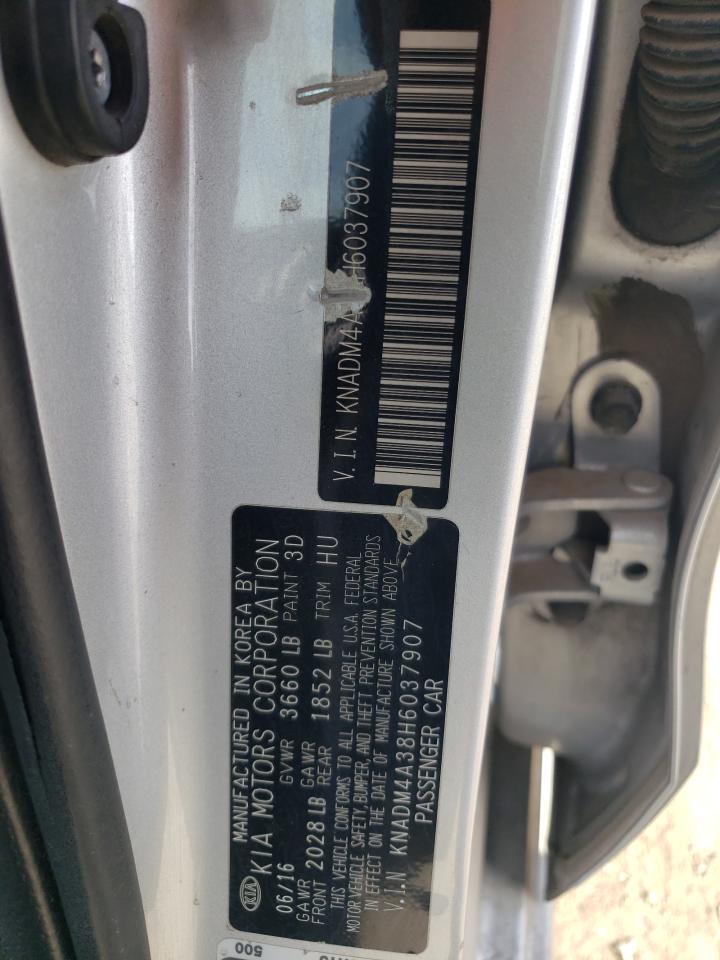 V.I.N. KNADM4A H6037907
KIA MANUFACTURED IN KOREA BY
KIA MOTORS CORPORATION
06/16 GVWR 3660 LB PAINT 3D
GAWR FRONT 2028 LB GAWR REAR 1852 LB TRIM HU
THIS VEHICLE CONFORMS TO ALL APPLICABLE U.S.A. FEDERAL
MOTOR VEHICLE SAFETY, BUMPER, AND THEFT PREVENTION STANDARDS
IN EFFECT ON THE DATE OF MANUFACTURE SHOWN ABOVE
V.I.N KNADM4A38H6037907
PASSENGER CAR
500